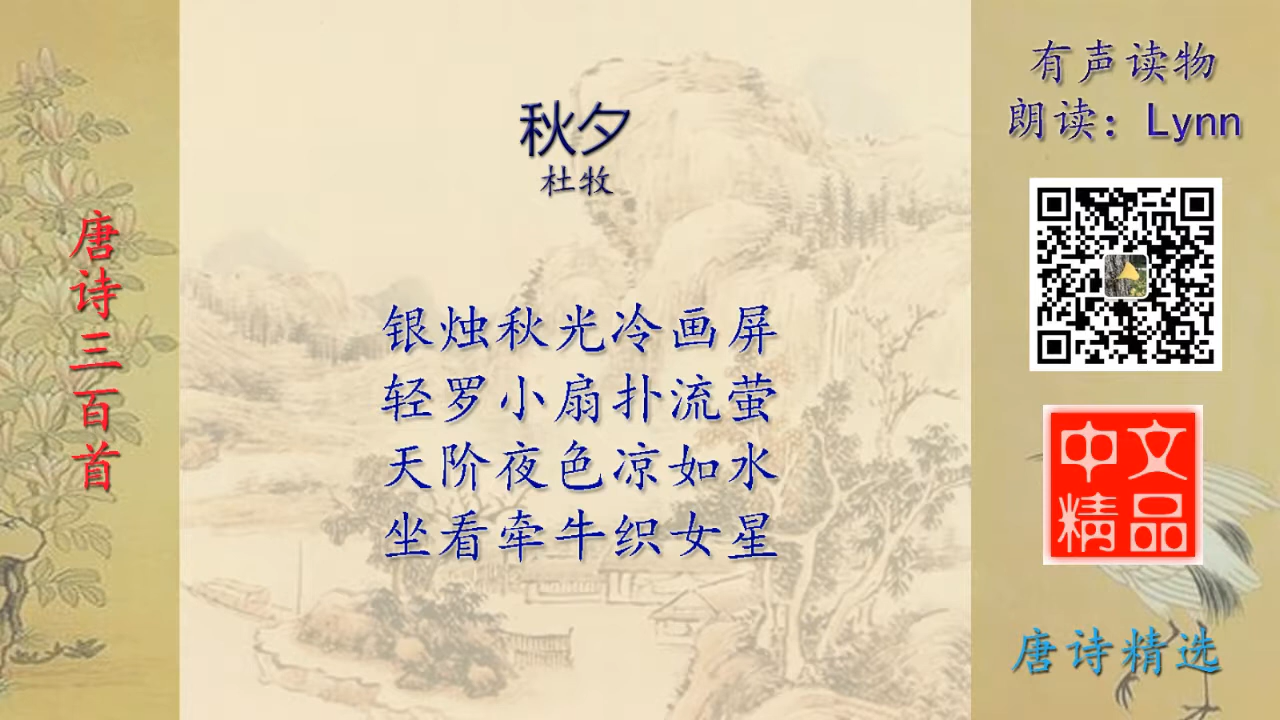 秋夕
杜牧
银烛秋光冷画屏
轻罗小扇扑流萤
天阶夜色凉如水
坐看牵牛织女星
唐诗三百首
有声读物
朗读：Lynn
中文
精品
唐诗精选